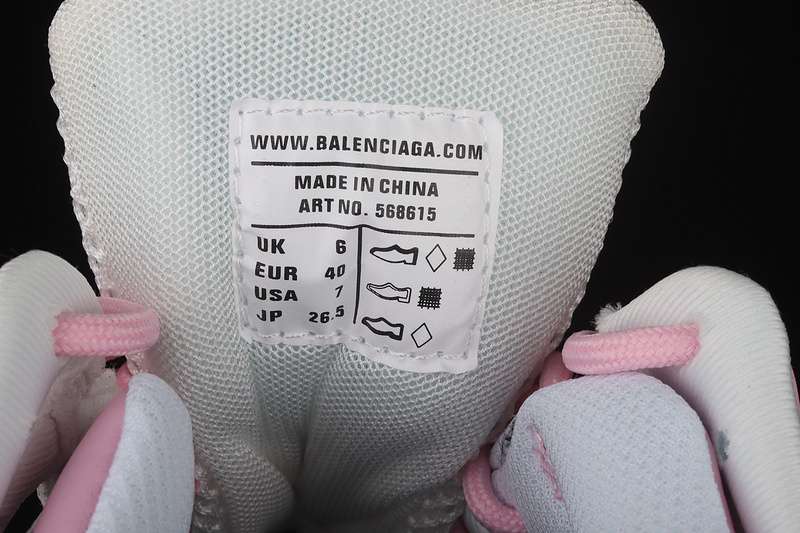 WWW.BALENCIAGA.COM
MADE IN CHINA
ART NO. 568615
UK 6
EUR 40
USA 7
JP 26.5